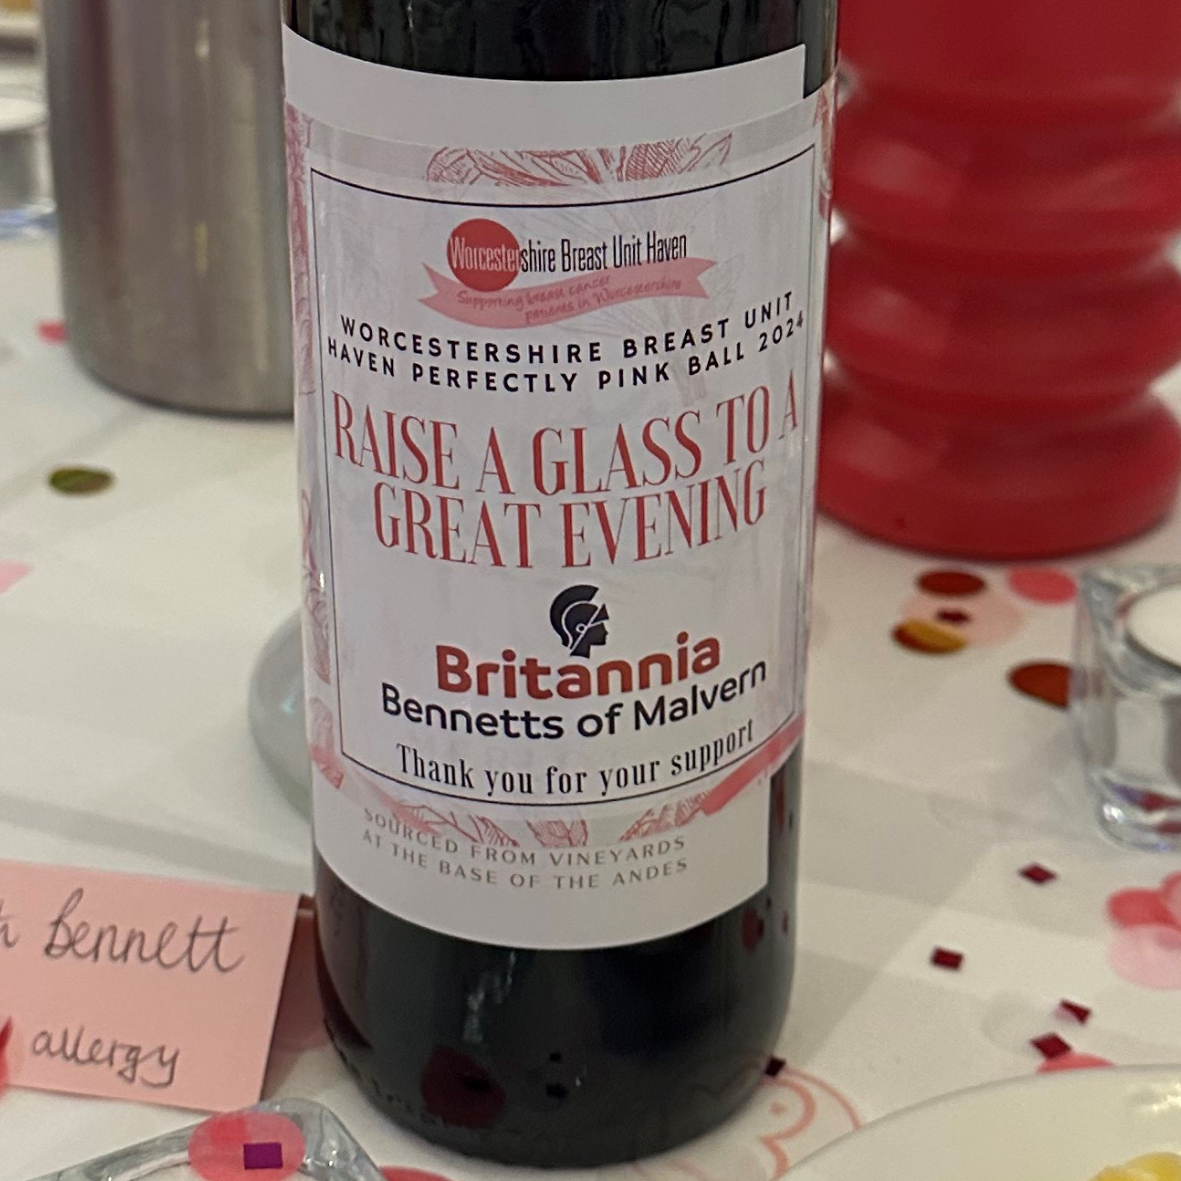 Worcestershire Breast Unit Haven
Supporting breast cancer
patients in Worcestershire
WORCESTERSHIRE BREAST UNIT
HAVEN PERFECTLY PINK BALL 2024
RAISE A GLASS TO A
GREAT EVENING
Britannia
Bennetts of Malvern
Thank you for your support
SOURCED FROM VINEYARDS
AT THE BASE OF THE ANDES
Bennett
allergy